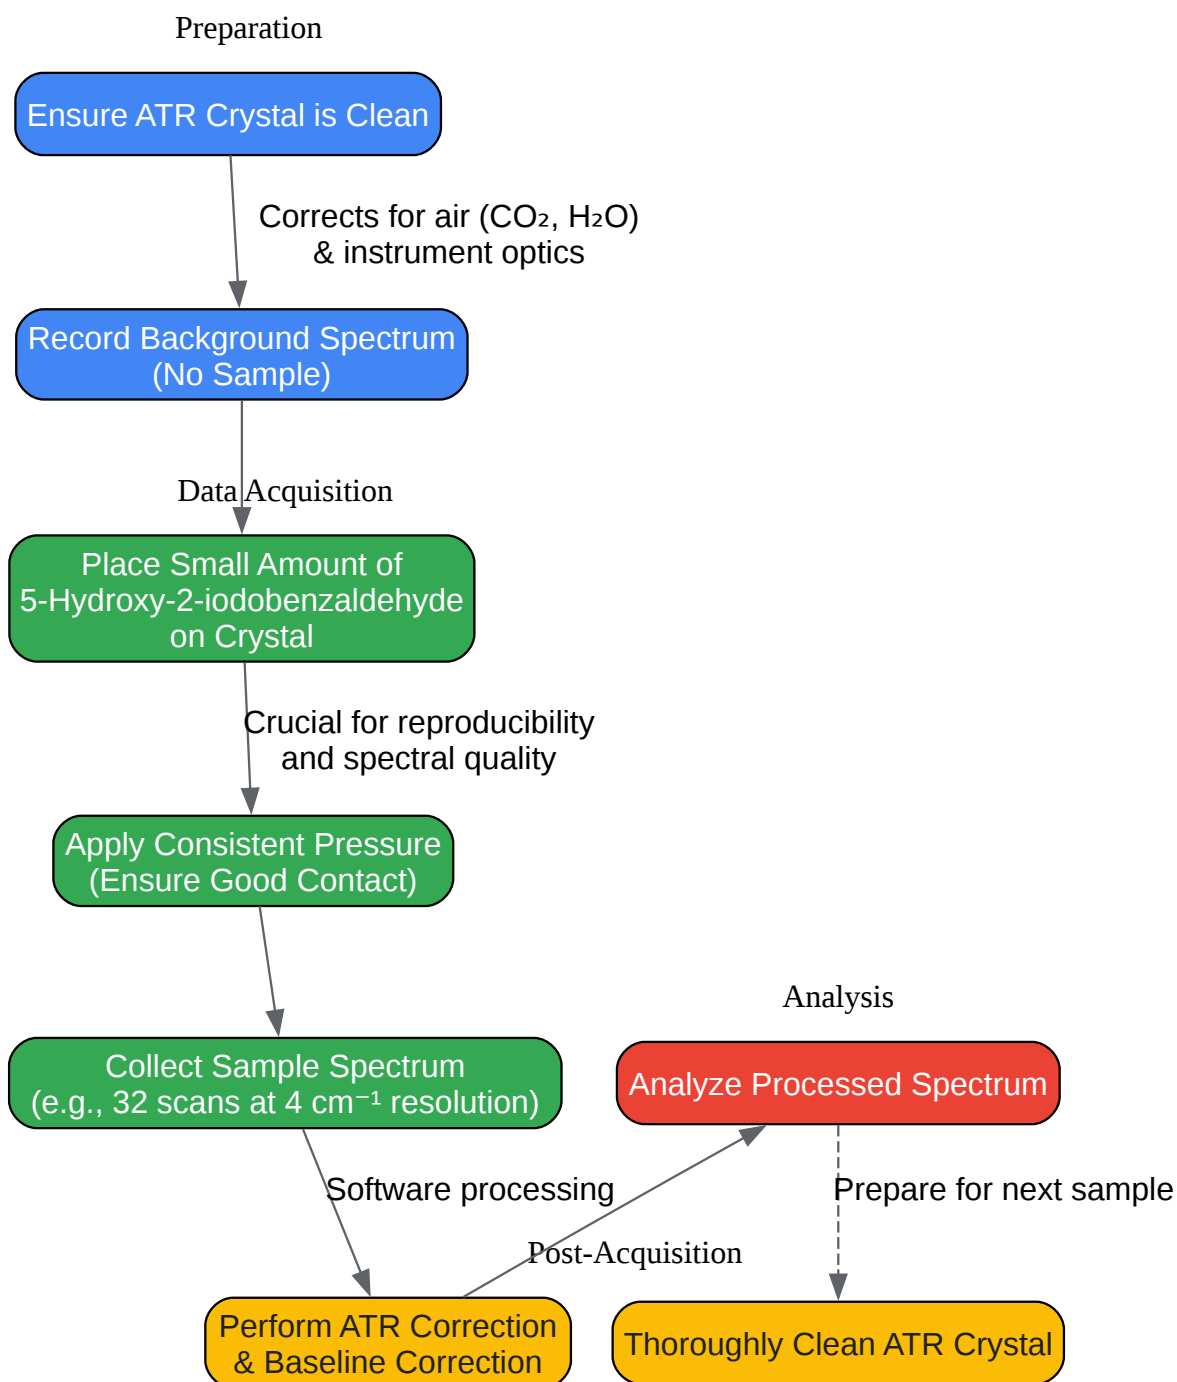 Preparation
Ensure ATR Crystal is Clean
Corrects for air (CO₂, H₂O)
& instrument optics
Record Background Spectrum
(No Sample)
Data Acquisition
Place Small Amount of
5-Hydroxy-2-iodobenzaldehyde
on Crystal
Crucial for reproducibility
and spectral quality
Apply Consistent Pressure
(Ensure Good Contact)
Collect Sample Spectrum
(e.g., 32 scans at 4 cm⁻¹ resolution)
Analysis
Analyze Processed Spectrum
Software processing
Prepare for next sample
Post-Acquisition
Perform ATR Correction
& Baseline Correction
Thoroughly Clean ATR Crystal